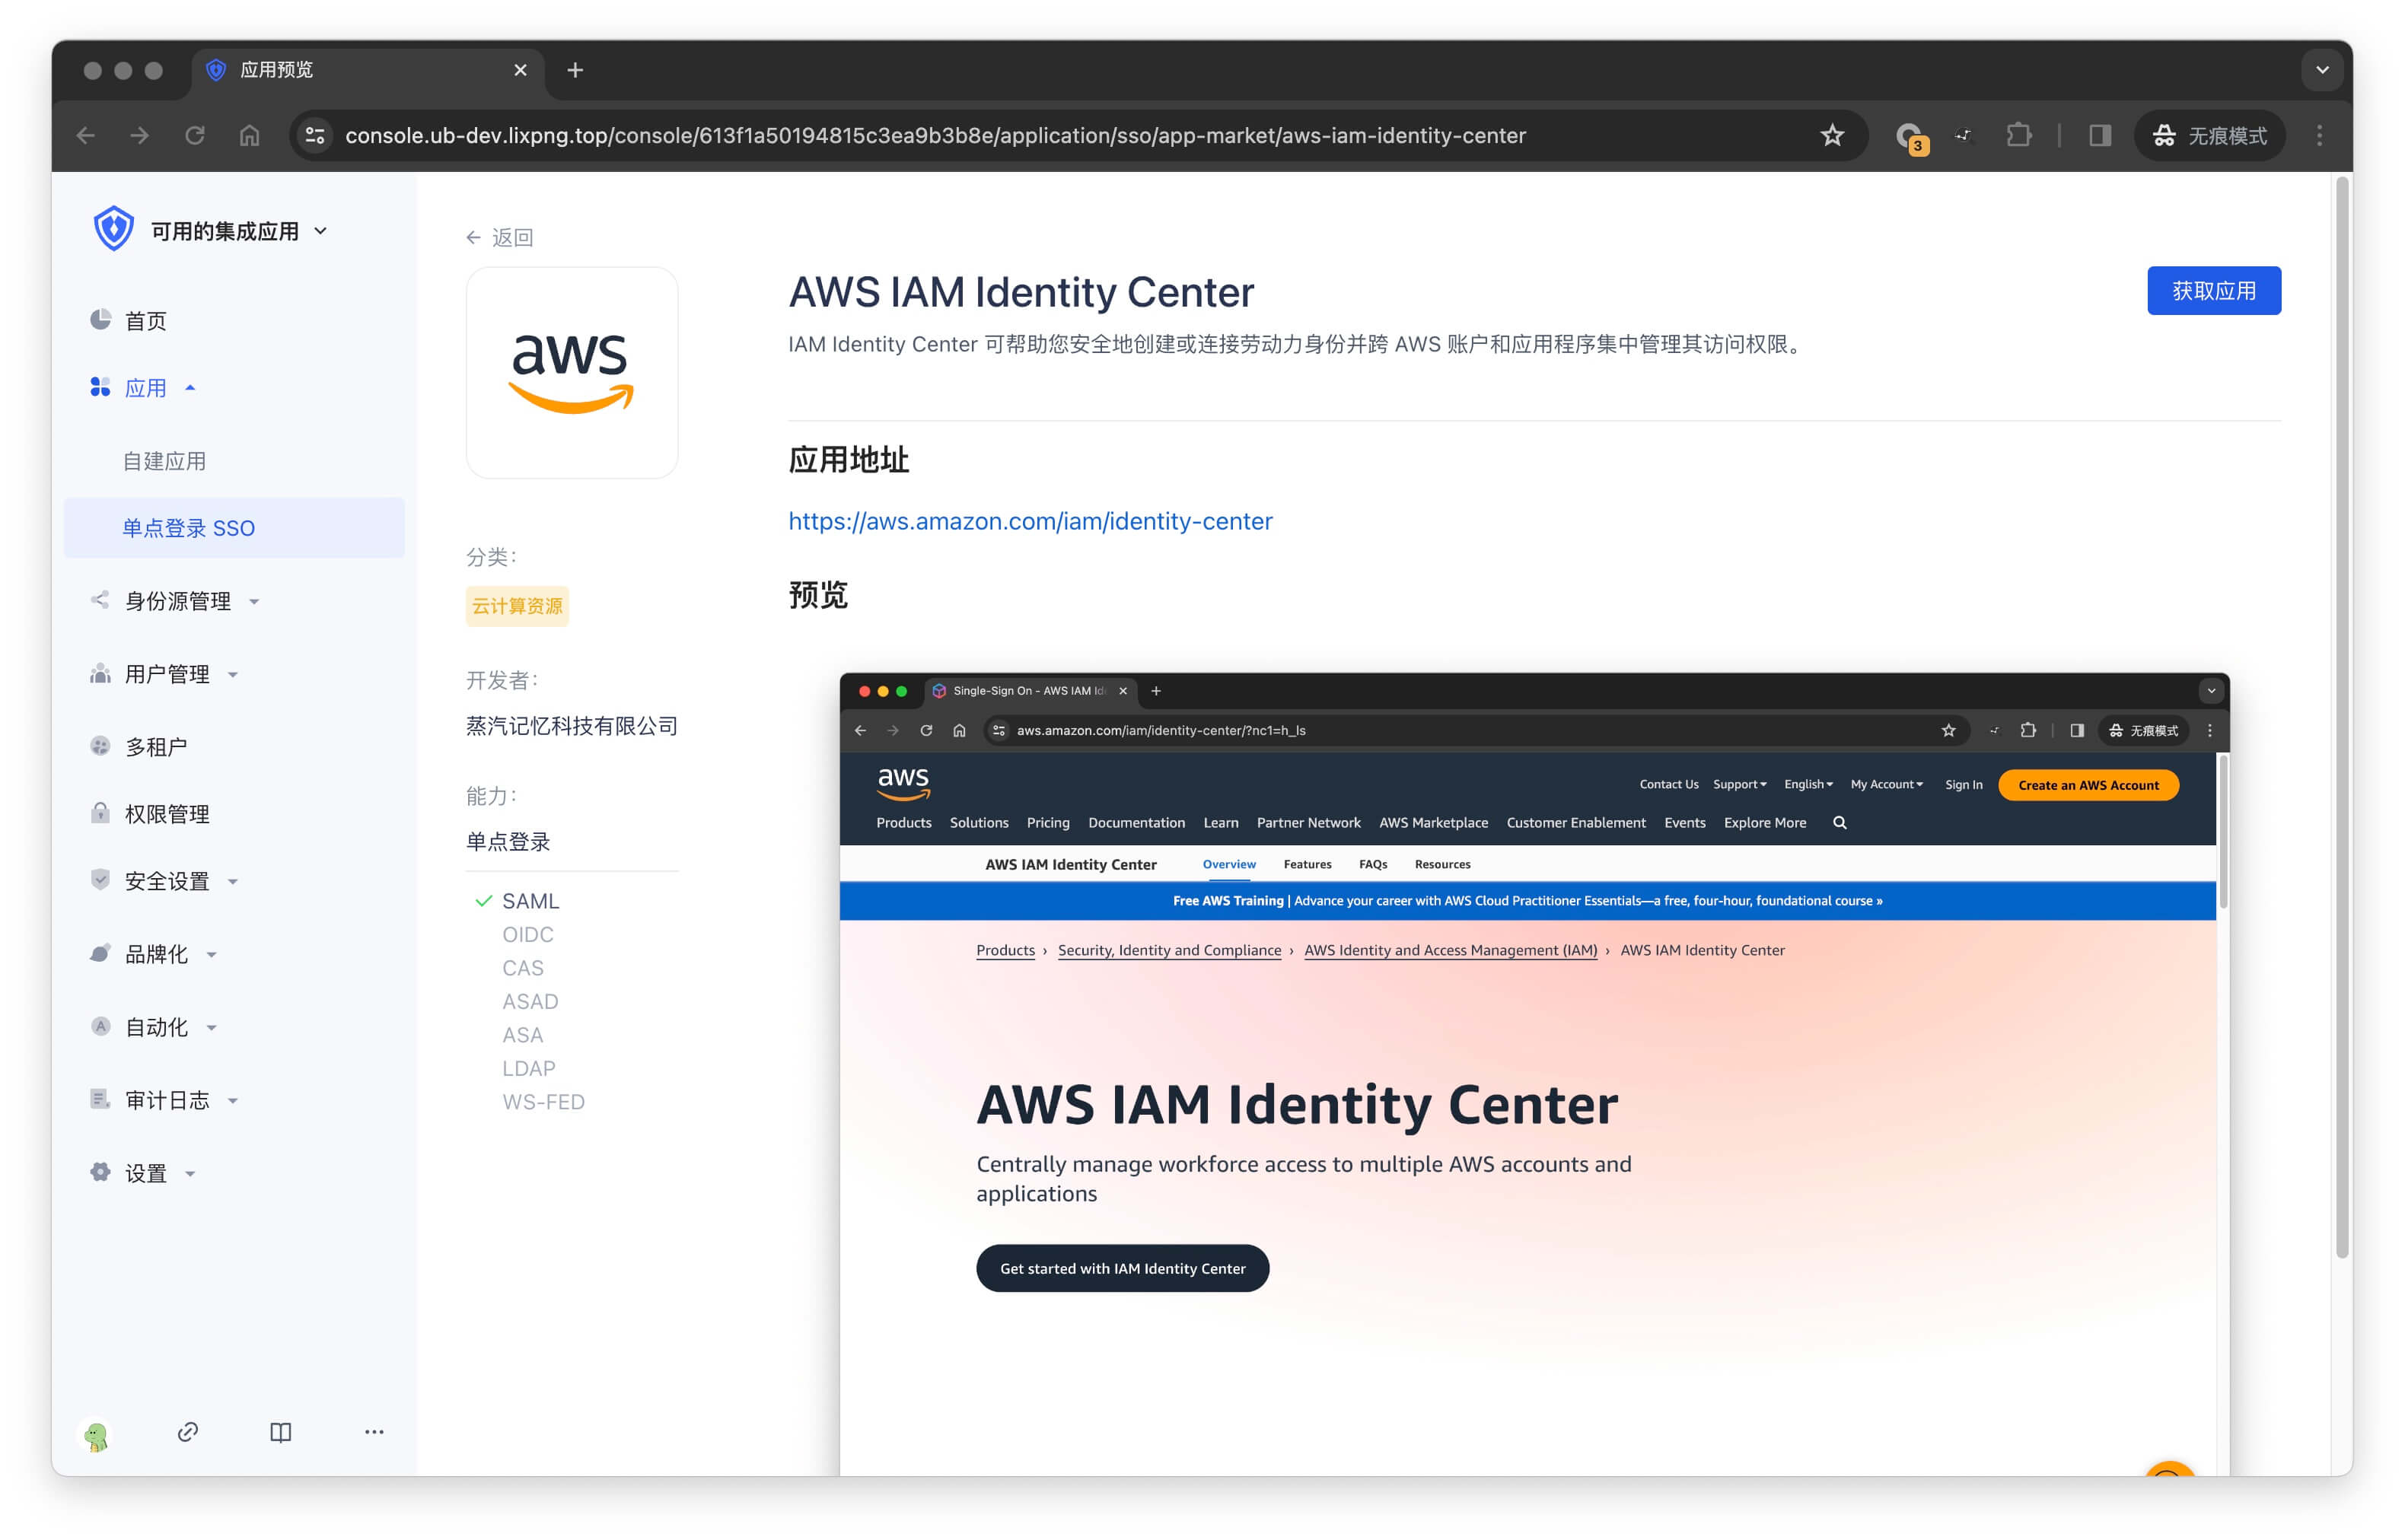 应用预览
console.ub-dev.lixpng.top/console/613f1a50194815c3ea9b3b8e/application/sso/app-market/aws-iam-identity-center
3
无痕模式
可用的集成应用
首页
应用
自建应用
单点登录 SSO
身份源管理
用户管理
多租户
权限管理
安全设置
品牌化
自动化
审计日志
设置
返回
aws
分类：
云计算资源
开发者：
蒸汽记忆科技有限公司
能力：
单点登录
SAML
OIDC
CAS
ASAD
ASA
LDAP
WS-FED
AWS IAM Identity Center
获取应用
IAM Identity Center 可帮助您安全地创建或连接劳动力身份并跨 AWS 账户和应用程序集中管理其访问权限。
应用地址
https://aws.amazon.com/iam/identity-center
预览
Single-Sign On - AWS IAM Id
aws.amazon.com/iam/identity-center/?nc1=h_ls
无痕模式
aws
Contact Us Support English My Account Sign In Create an AWS Account
Products Solutions Pricing Documentation Learn Partner Network AWS Marketplace Customer Enablement Events Explore More
AWS IAM Identity Center Overview Features FAQs Resources
Free AWS Training | Advance your career with AWS Cloud Practitioner Essentials—a free, four-hour, foundational course »
Products › Security, Identity and Compliance › AWS Identity and Access Management (IAM) › AWS IAM Identity Center
AWS IAM Identity Center
Centrally manage workforce access to multiple AWS accounts and
applications
Get started with IAM Identity Center